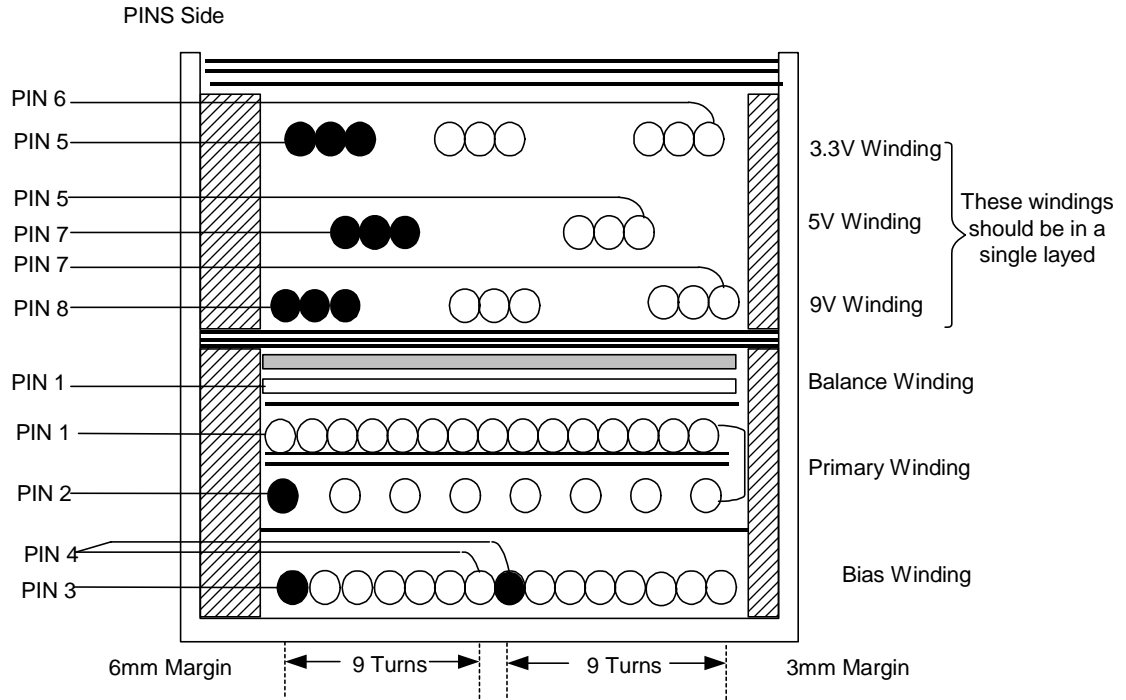 PINS Side
PIN 6
PIN 5
3.3V Winding
PIN 5
PIN 7
5V Winding
These windings
should be in a
single layed
PIN 7
PIN 8
9V Winding
PIN 1
Balance Winding
PIN 1
PIN 2
Primary Winding
PIN 4
PIN 3
Bias Winding
6mm Margin
9 Turns
9 Turns
3mm Margin